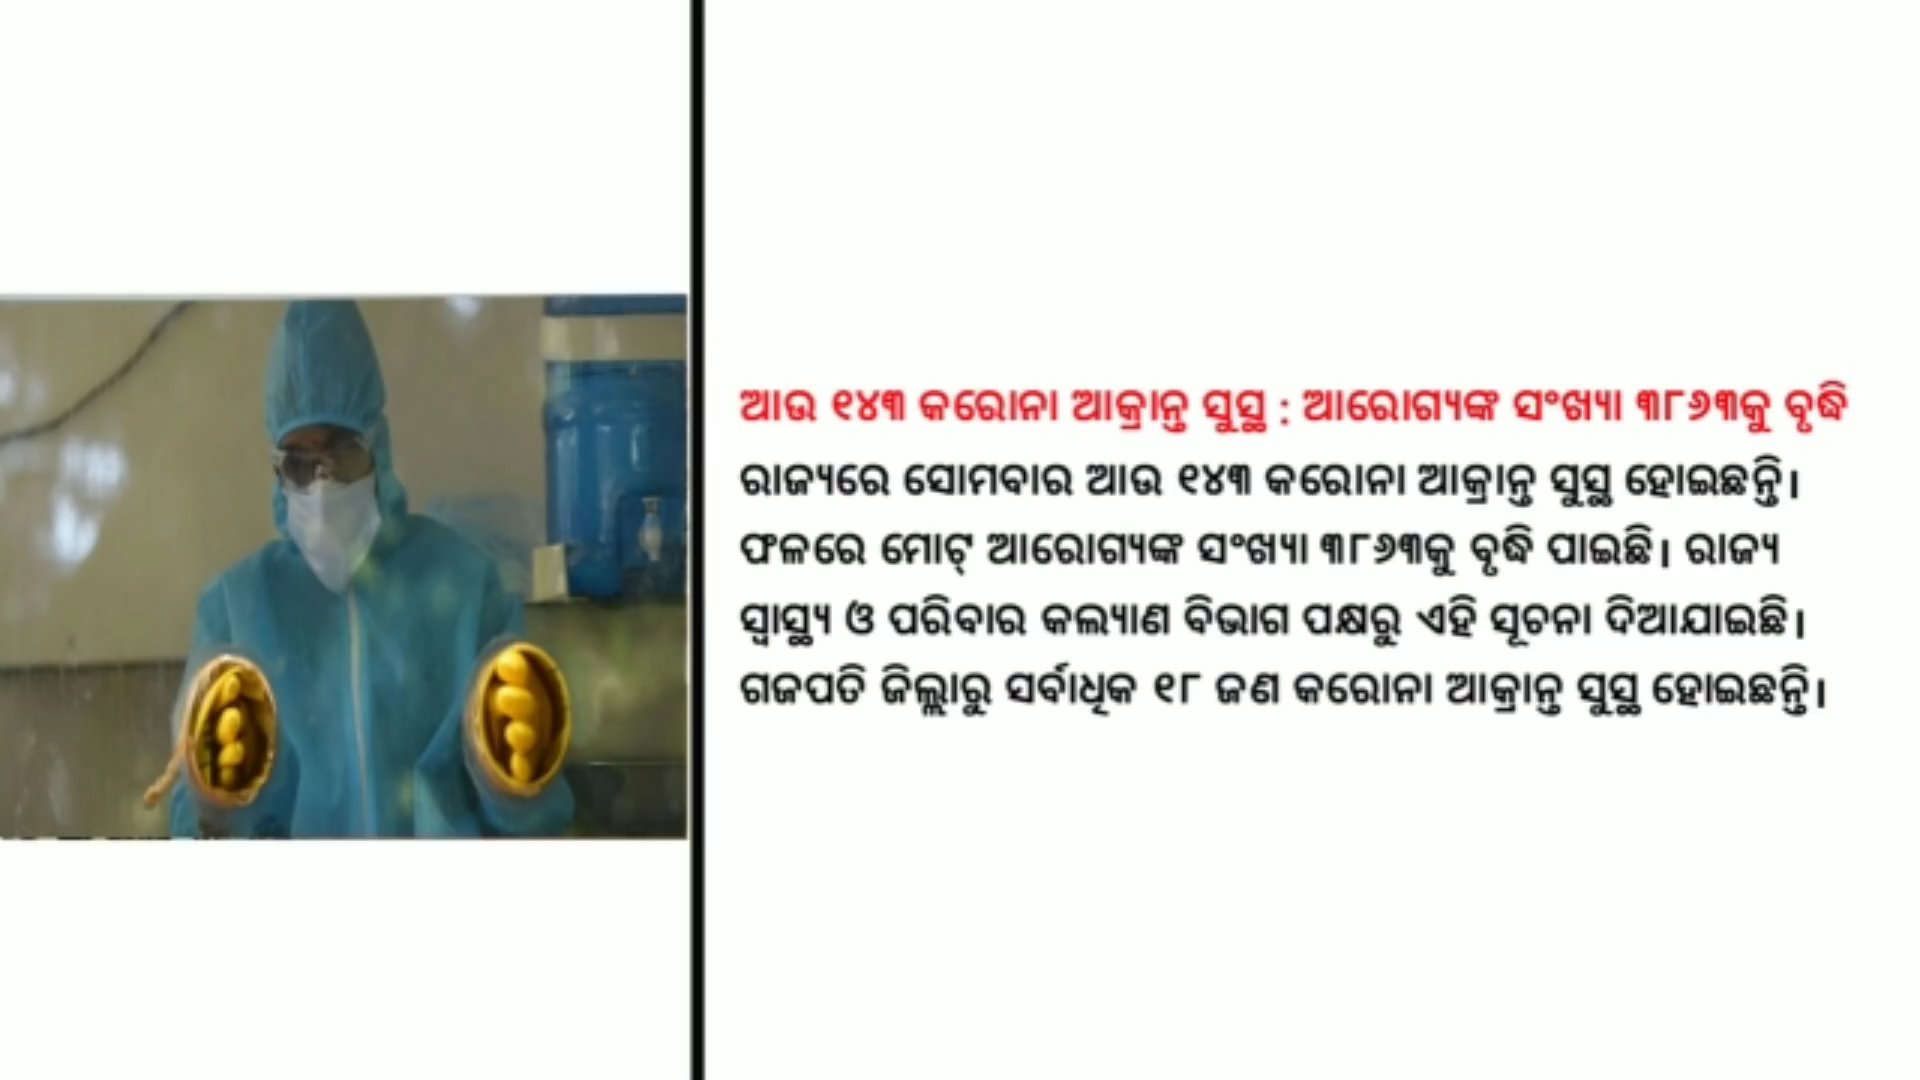 ଆଉ ୧୪୩ କରୋନା ଆକ୍ରାନ୍ତ ସୁସ୍ଥ : ଆରୋଗ୍ୟଙ୍କ ସଂଖ୍ୟା ୩୮୬୩କୁ ବୃଦ୍ଧି
ରାଜ୍ୟରେ ସୋମବାର ଆଉ ୧୪୩ କରୋନା ଆକ୍ରାନ୍ତ ସୁସ୍ଥ ହୋଇଛନ୍ତି।
ଫଳରେ ମୋଟ୍ ଆରୋଗ୍ୟଙ୍କ ସଂଖ୍ୟା ୩୮୬୩କୁ ବୃଦ୍ଧି ପାଇଛି। ରାଜ୍ୟ
ସ୍ୱାସ୍ଥ୍ୟ ଓ ପରିବାର କଲ୍ୟାଣ ବିଭାଗ ପକ୍ଷରୁ ଏହି ସୂଚନା ଦିଆଯାଇଛି।
ଗଜପତି ଜିଲ୍ଲାରୁ ସର୍ବାଧିକ ୧୮ ଜଣ କରୋନା ଆକ୍ରାନ୍ତ ସୁସ୍ଥ ହୋଇଛନ୍ତି।